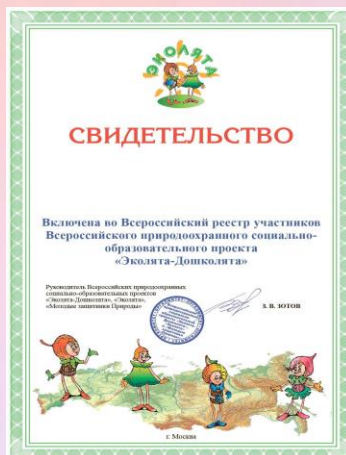 ЭКОЛЯТА
СВИДЕТЕЛЬСТВО
Включена во Всероссийский реестр участников
Всероссийского природоохранного социально-
образовательного проекта
«Эколята-Дошколята»
Руководитель Всероссийских природоохранных
социально-образовательных проектов
«Эколята-Дошколята», «Эколята»,
«Молодые защитники Природы»
З. В. ЗОТОВ
г. Москва